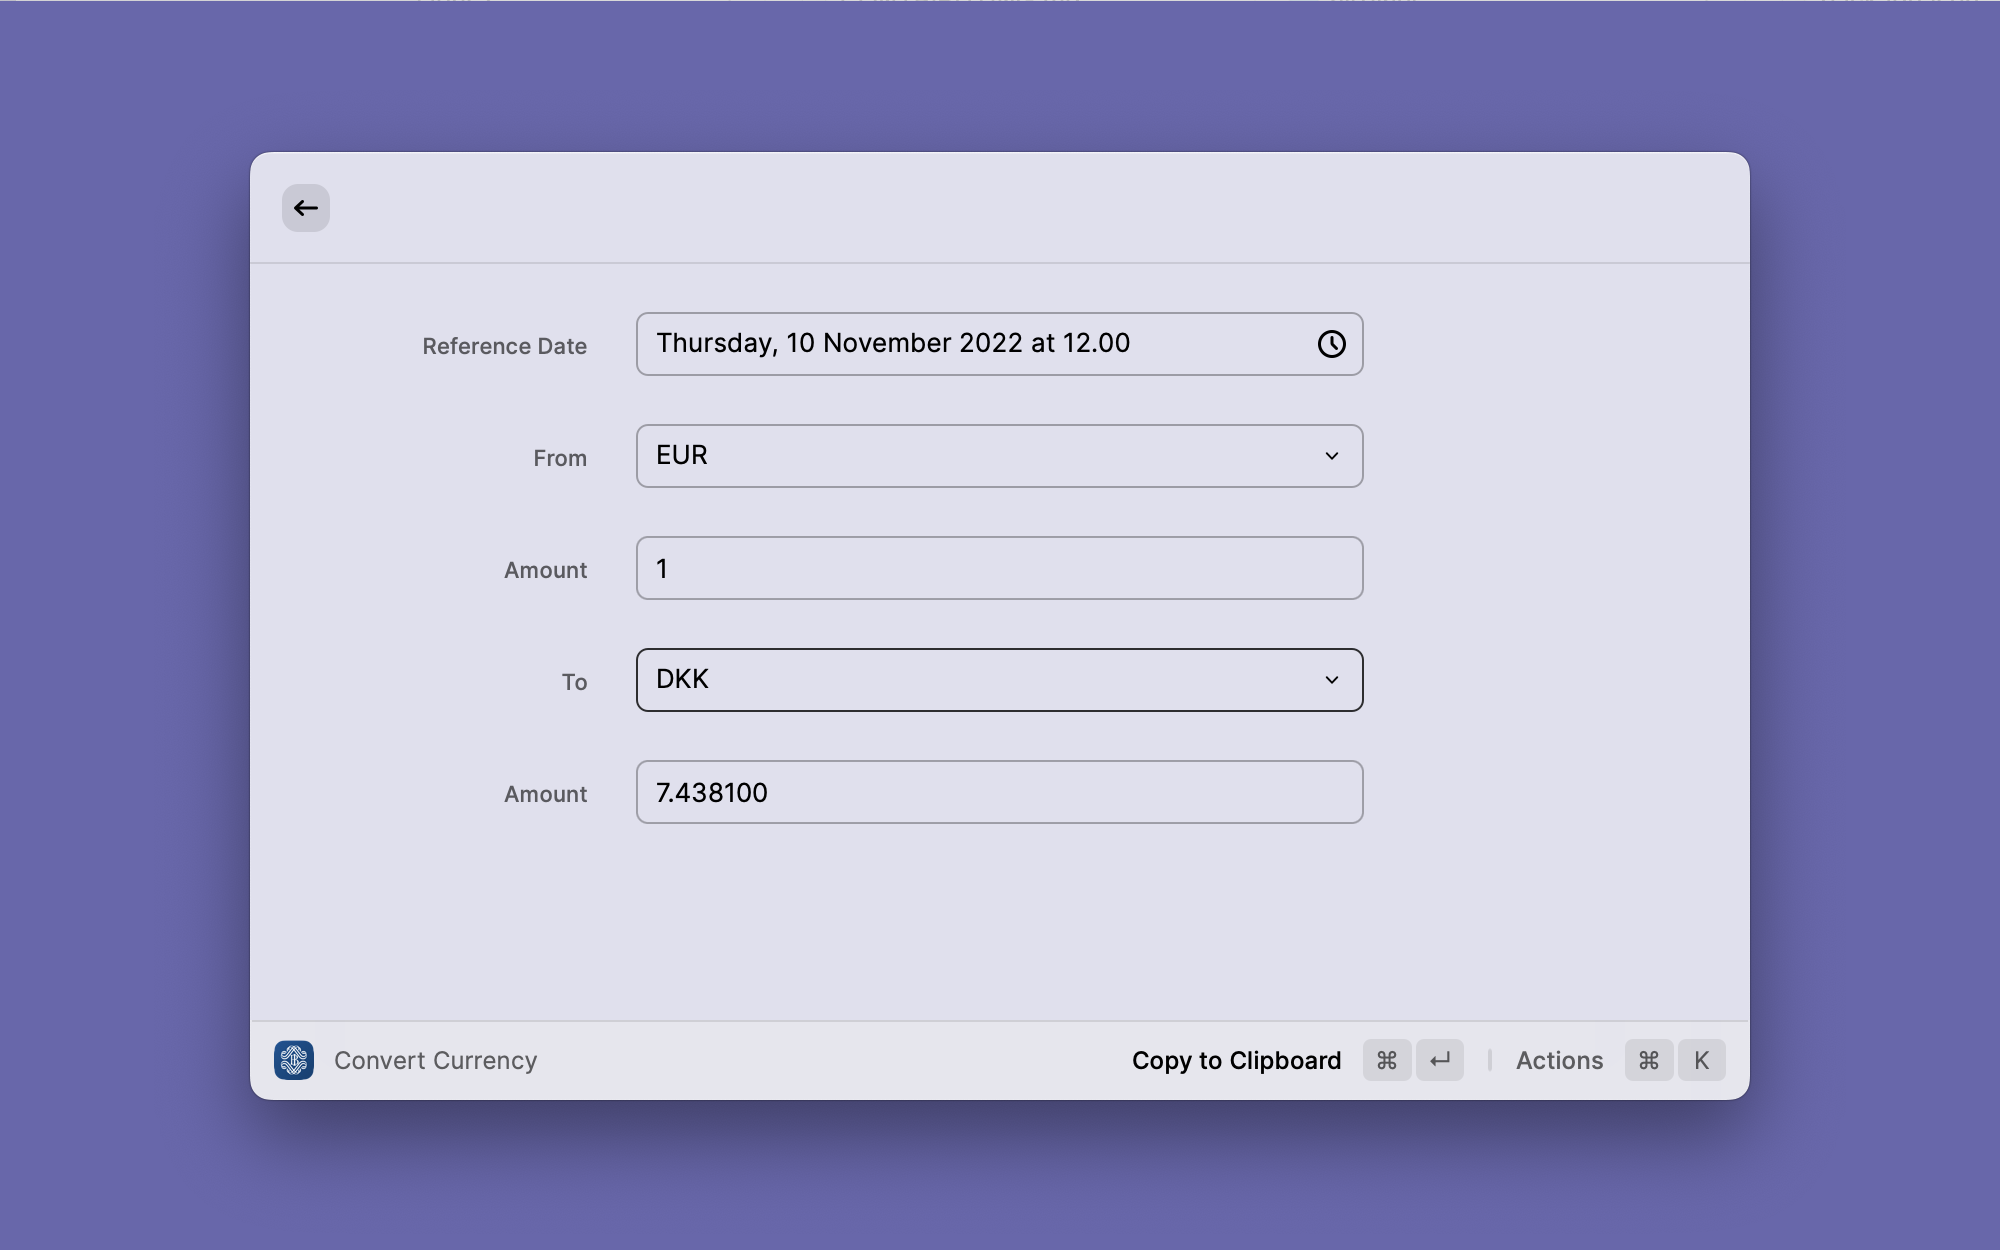 Reference Date
Thursday, 10 November 2022 at 12.00
From
EUR
Amount
1
To
DKK
Amount
7.438100
Convert Currency
Copy to Clipboard ⌘ ↵ | Actions ⌘ K